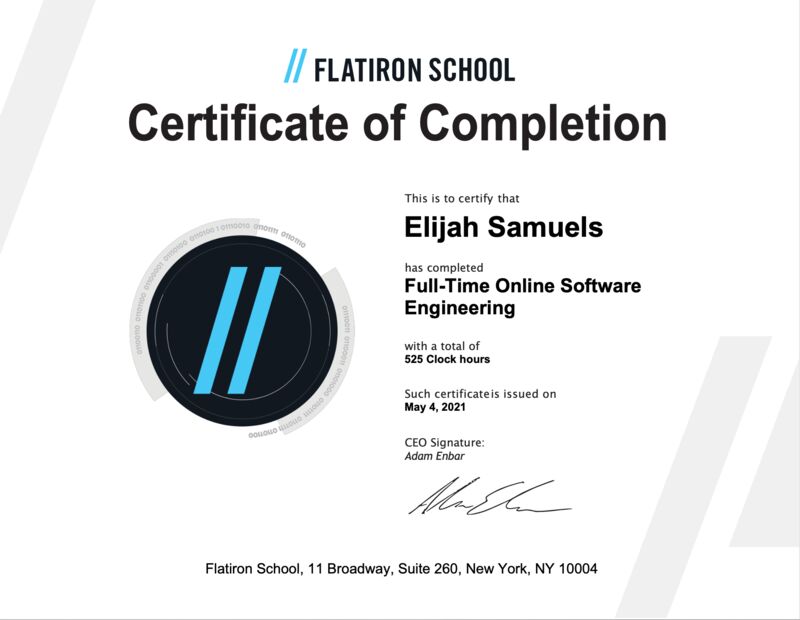 FLATIRON SCHOOL
Certificate of Completion
This is to certify that
Elijah Samuels
has completed
Full-Time Online Software
Engineering
with a total of
525 Clock hours
Such certificate is issued on
May 4, 2021
CEO Signature:
Adam Enbar
Flatiron School, 11 Broadway, Suite 260, New York, NY 10004